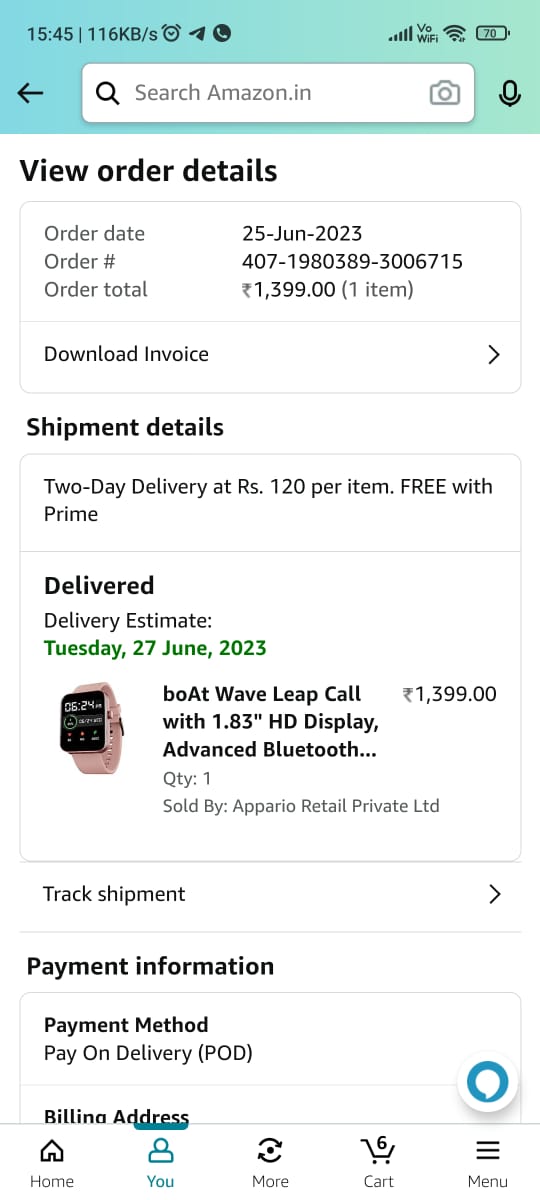 15:45 | 116KB/s
Vo
WiFi
70
Search Amazon.in
View order details
Order date 25-Jun-2023
Order # 407-1980389-3006715
Order total ₹1,399.00 (1 item)
Download Invoice
Shipment details
Two-Day Delivery at Rs. 120 per item. FREE with
Prime
Delivered
Delivery Estimate:
Tuesday, 27 June, 2023
boAt Wave Leap Call ₹1,399.00
with 1.83" HD Display,
Advanced Bluetooth...
Qty: 1
Sold By: Appario Retail Private Ltd
06:24
Track shipment
Payment information
Payment Method
Pay On Delivery (POD)
Billing Address
6
Home You More Cart Menu